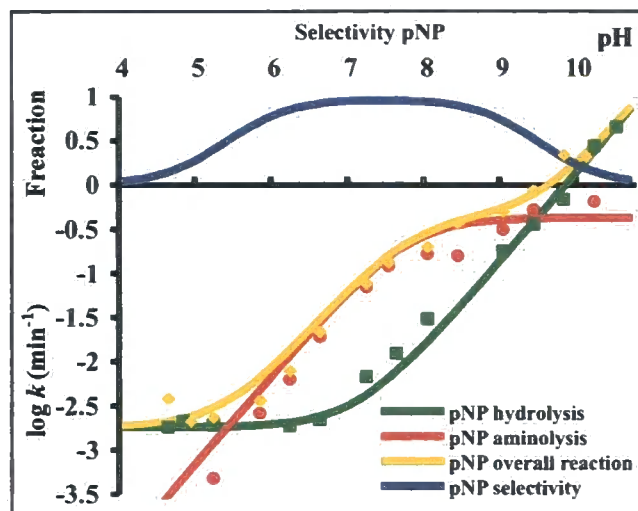 Selectivity pNP
pH
4 5 6 7 8 9 10
Freaction
1
0.5
0
-0.5
-1
-1.5
-2
-2.5
-3
-3.5
log k (min⁻¹)
pNP hydrolysis
pNP aminolysis
pNP overall reaction
pNP selectivity